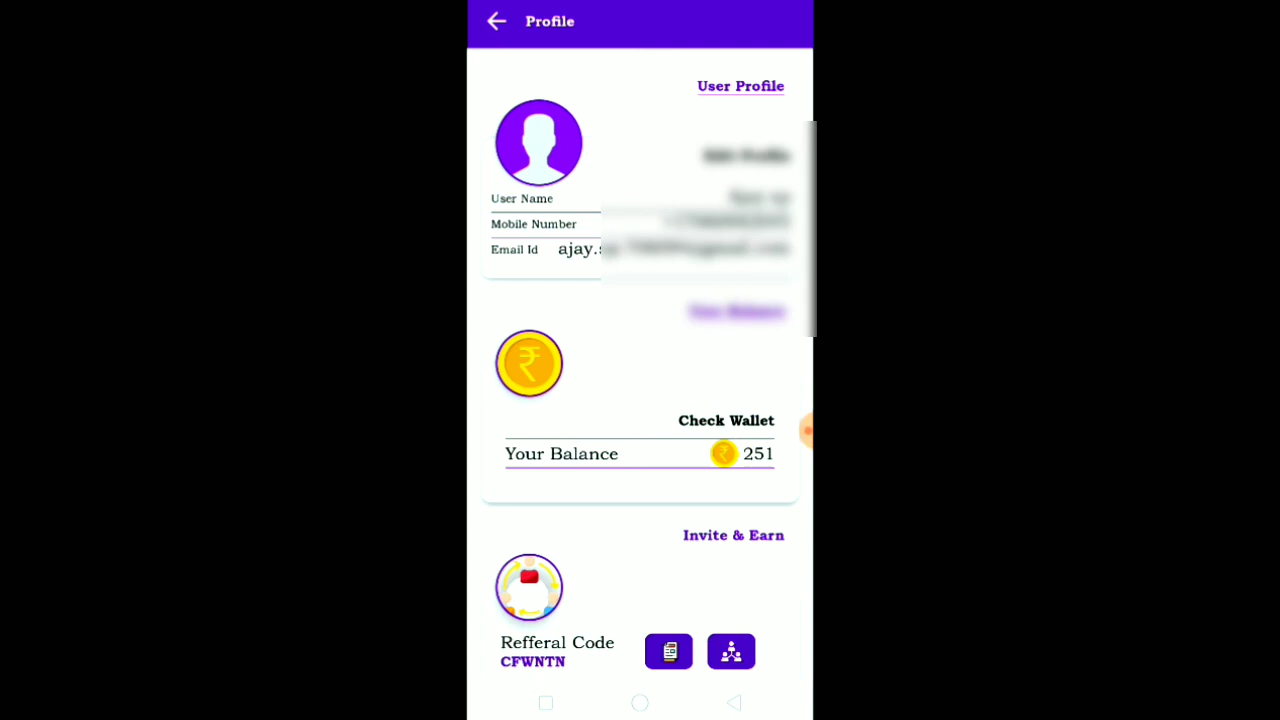 Profile
User Profile
User Name
Mobile Number
Email Id ajay.s
Check Wallet
Your Balance 251
Invite & Earn
Refferal Code
CFWNTN